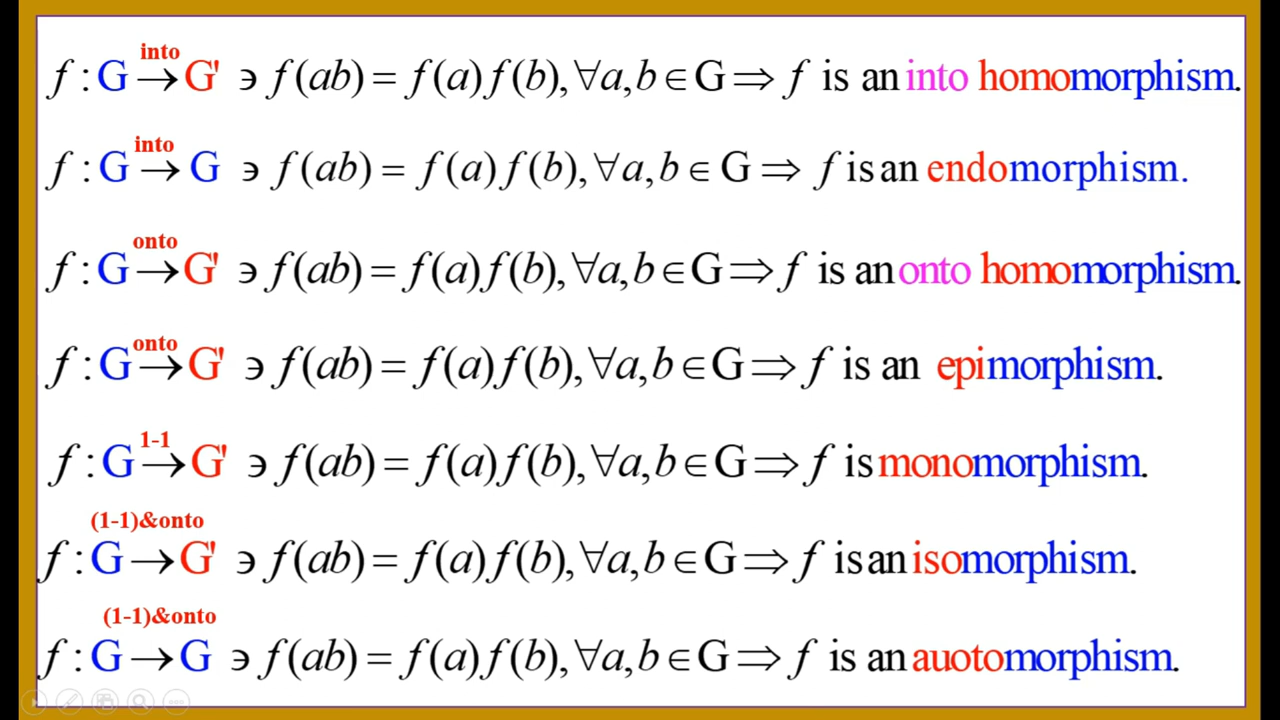 into
f : G → G' ∍ f(ab) = f(a) f(b), ∀a, b ∈ G ⇒ f is an into homomorphism.
into
f : G → G ∍ f(ab) = f(a) f(b), ∀a, b ∈ G ⇒ f is an endomorphism.
onto
f : G → G' ∍ f(ab) = f(a) f(b), ∀a, b ∈ G ⇒ f is an onto homomorphism.
onto
f : G → G' ∍ f(ab) = f(a) f(b), ∀a, b ∈ G ⇒ f is an epimorphism.
1-1
f : G → G' ∍ f(ab) = f(a) f(b), ∀a, b ∈ G ⇒ f is monomorphism.
(1-1)&onto
f : G → G' ∍ f(ab) = f(a) f(b), ∀a, b ∈ G ⇒ f is an isomorphism.
(1-1)&onto
f : G → G ∍ f(ab) = f(a) f(b), ∀a, b ∈ G ⇒ f is an auotomorphism.